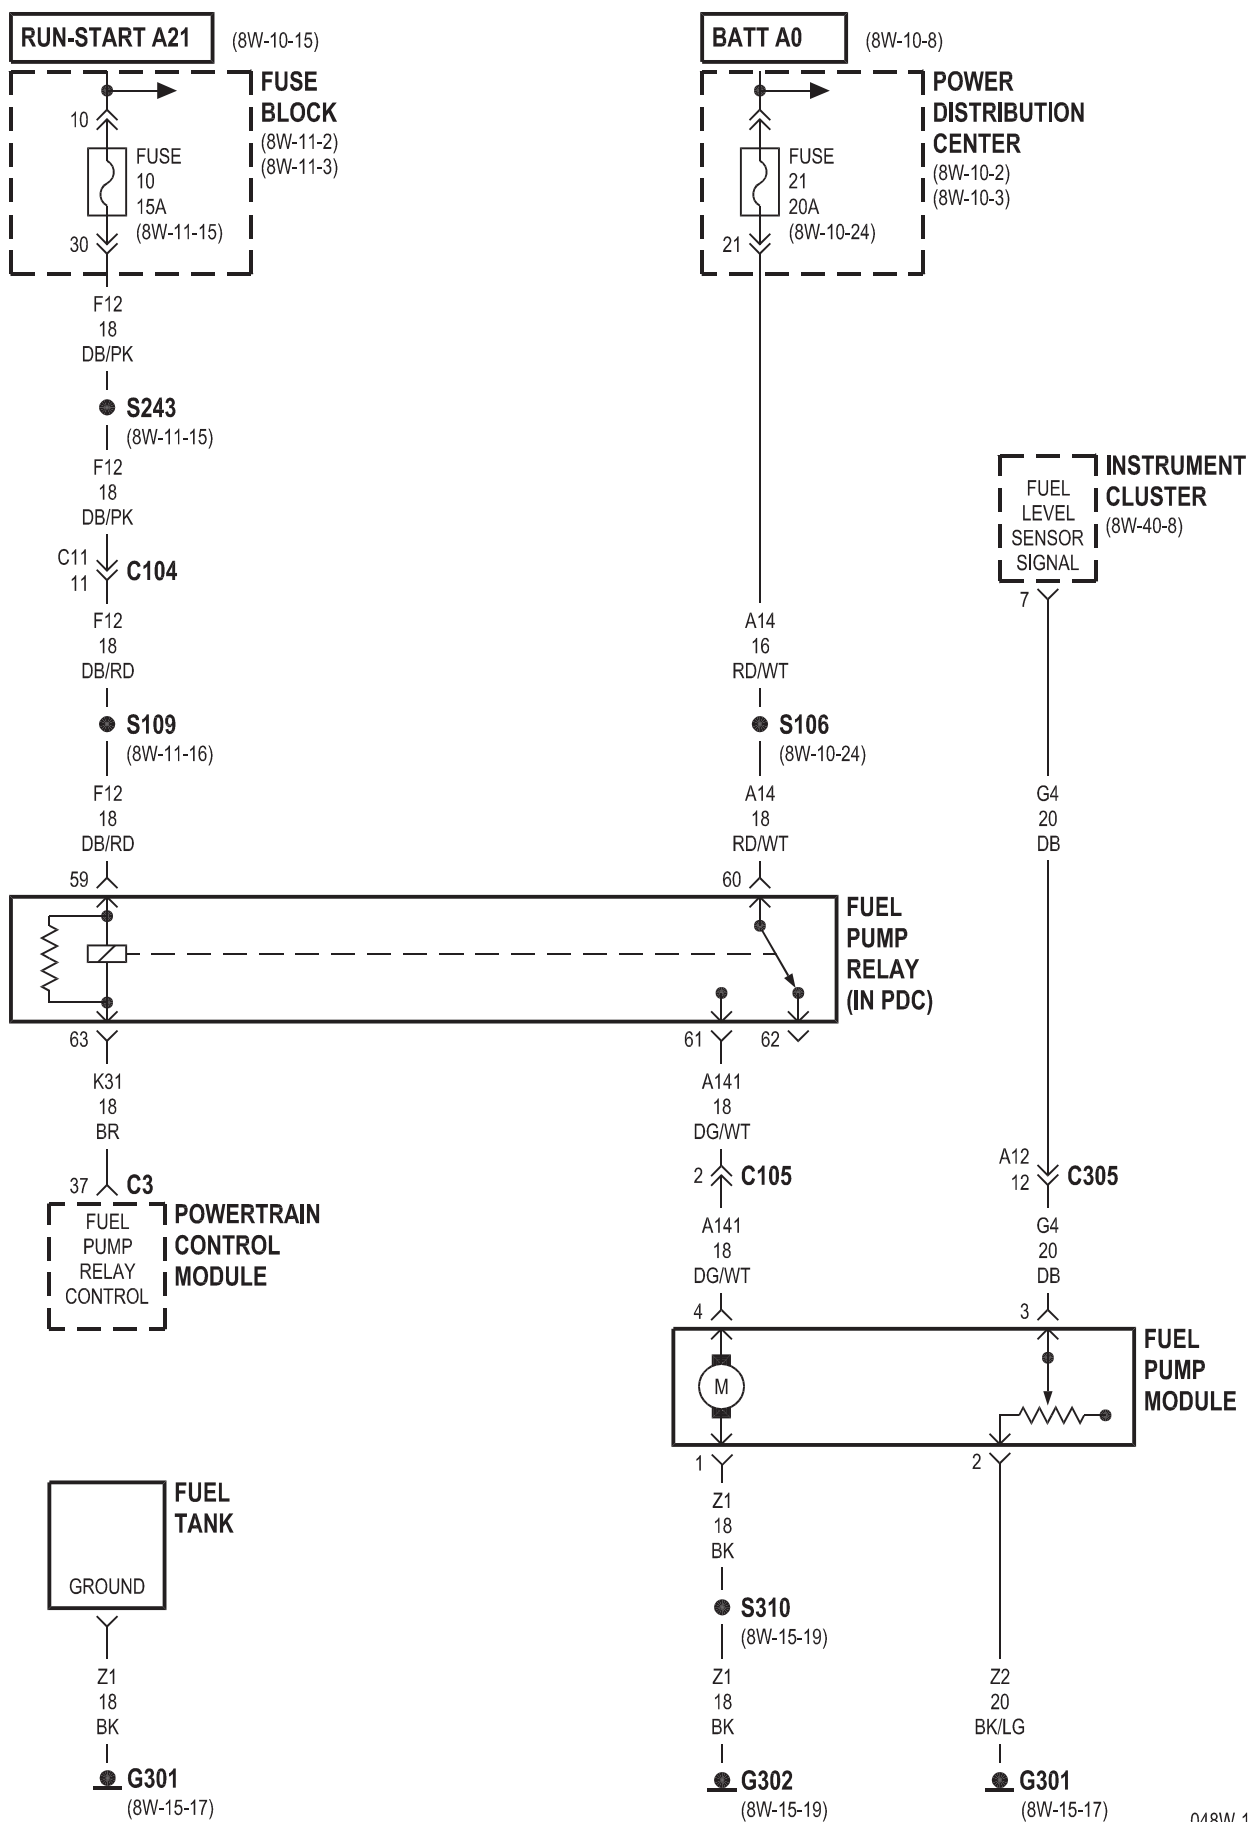 RUN-START A21 (8W-10-15)
BATT A0 (8W-10-8)
FUSE
BLOCK
(8W-11-2)
(8W-11-3)
10
FUSE
10
15A
(8W-11-15)
30
POWER
DISTRIBUTION
CENTER
(8W-10-2)
(8W-10-3)
FUSE
21
20A
(8W-10-24)
21
F12
18
DB/PK
S243
(8W-11-15)
F12
18
DB/PK
C11
11
C104
F12
18
DB/RD
S109
(8W-11-16)
F12
18
DB/RD
59
A14
16
RD/WT
S106
(8W-10-24)
A14
18
RD/WT
60
INSTRUMENT
CLUSTER
(8W-40-8)
FUEL
LEVEL
SENSOR
SIGNAL
7
G4
20
DB
FUEL
PUMP
RELAY
(IN PDC)
63
61
62
K31
18
BR
37
C3
FUEL
PUMP
RELAY
CONTROL
POWERTRAIN
CONTROL
MODULE
A141
18
DG/WT
2
C105
A141
18
DG/WT
4
A12
12
C305
G4
20
DB
3
M
FUEL
PUMP
MODULE
1
2
FUEL
TANK
GROUND
Z1
18
BK
G301
(8W-15-17)
Z1
18
BK
S310
(8W-15-19)
Z1
18
BK
G302
(8W-15-19)
Z2
20
BK/LG
G301
(8W-15-17)